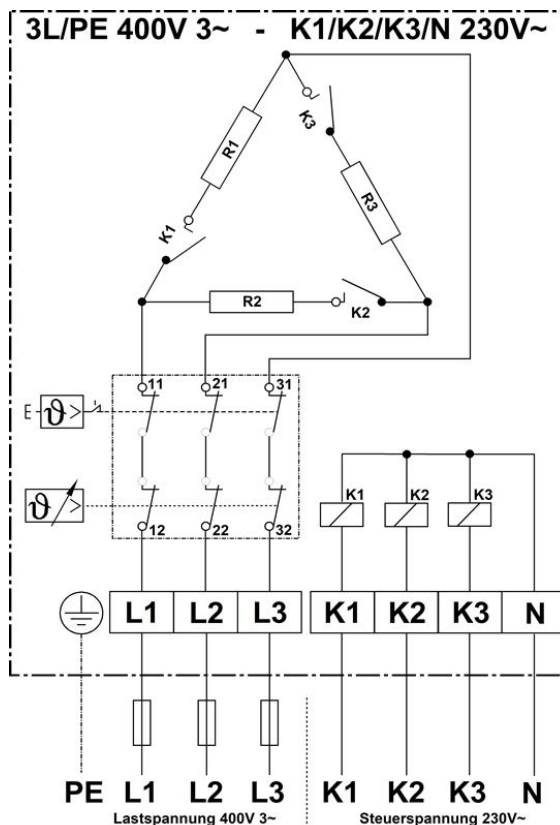 3L/PE 400V 3~ - K1/K2/K3/N 230V~
R1
K3
R3
K1
R2
K2
11 21 31
E ϑ >
ϑ >
12 22 32
K1 K2 K3
L1 L2 L3 K1 K2 K3 N
PE L1 L2 L3 K1 K2 K3 N
Lastspannung 400V 3~ Steuerspannung 230V~